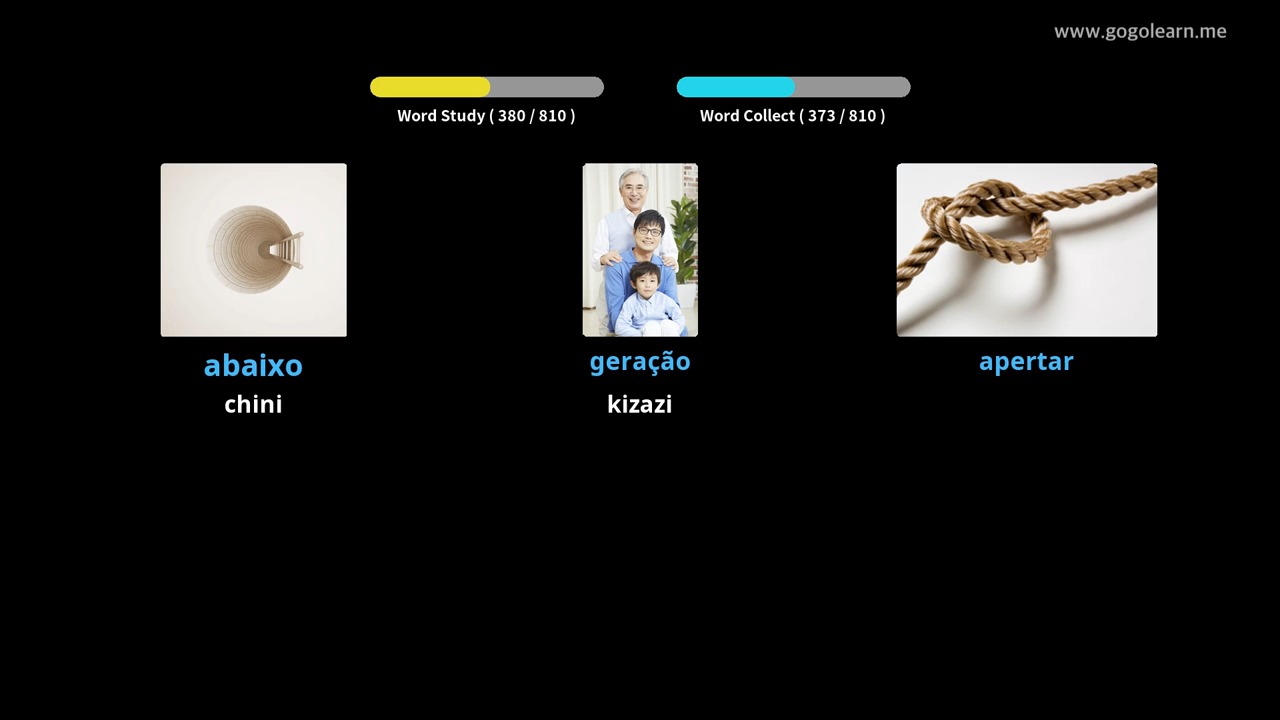 www.gogolearn.me
Word Study ( 380 / 810 )
Word Collect ( 373 / 810 )
abaixo
chini
geração
kizazi
apertar